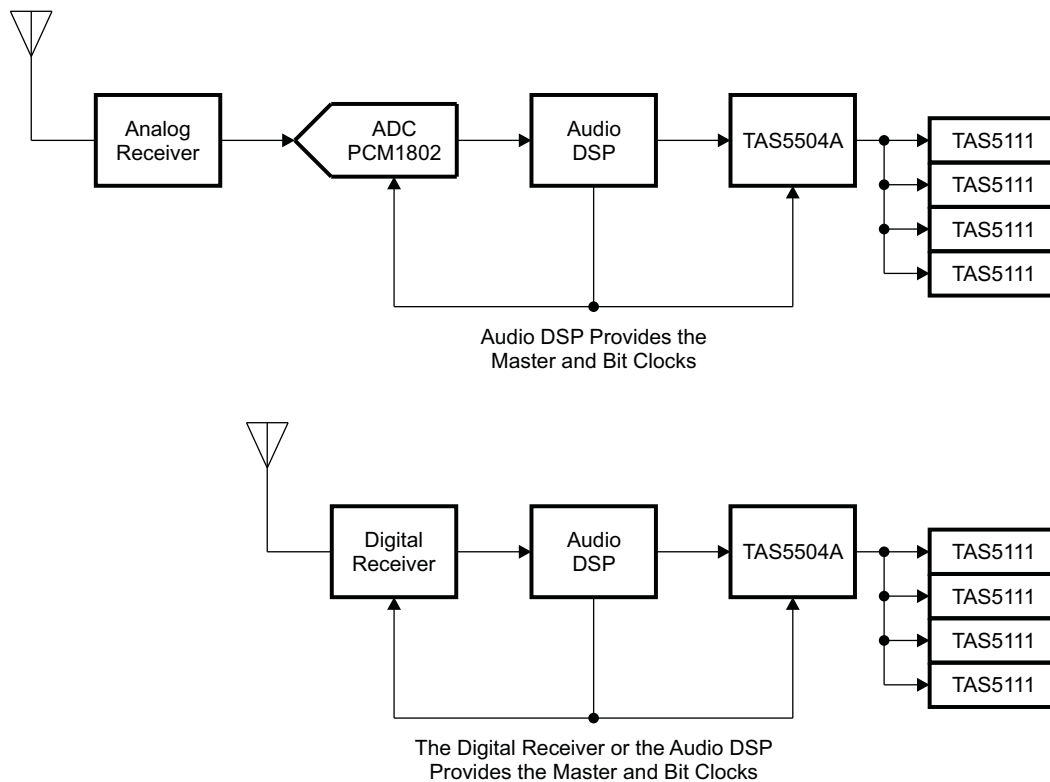 Analog
Receiver
ADC
PCM1802
Audio
DSP
TAS5504A
TAS5111
TAS5111
TAS5111
TAS5111
Audio DSP Provides the
Master and Bit Clocks
Digital
Receiver
Audio
DSP
TAS5504A
TAS5111
TAS5111
TAS5111
TAS5111
The Digital Receiver or the Audio DSP
Provides the Master and Bit Clocks